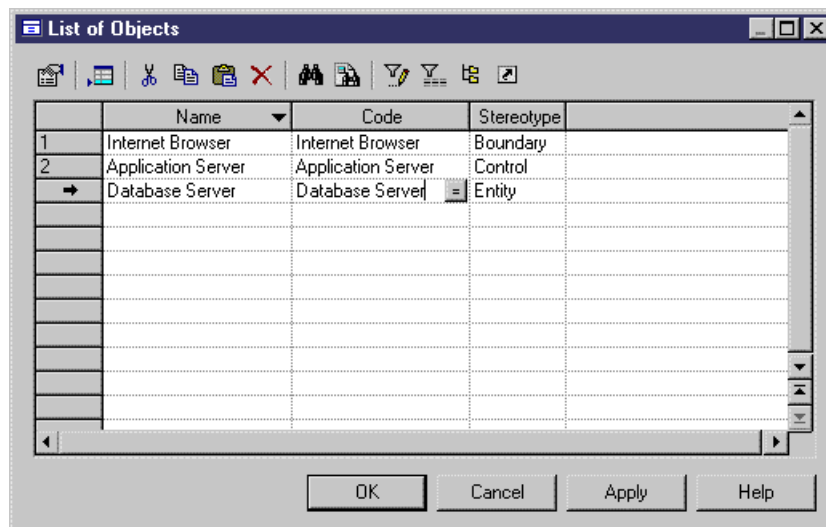 List of Objects
Name Code Stereotype
1 Internet Browser Internet Browser Boundary
2 Application Server Application Server Control
Database Server Database Server = Entity
OK Cancel Apply Help